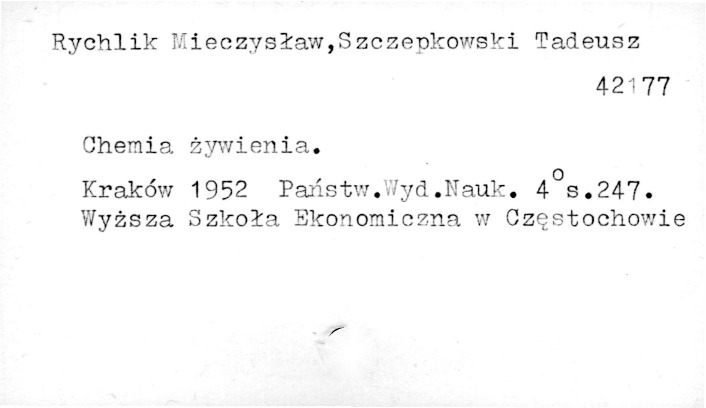 Rychlik Mieczysław,Szczepkowski Tadeusz
42177
Chemia żywienia.
Kraków 1952 Państw.Wyd.Nauk. 4°s.247.
Wyższa Szkoła Ekonomiczna w Częstochowie